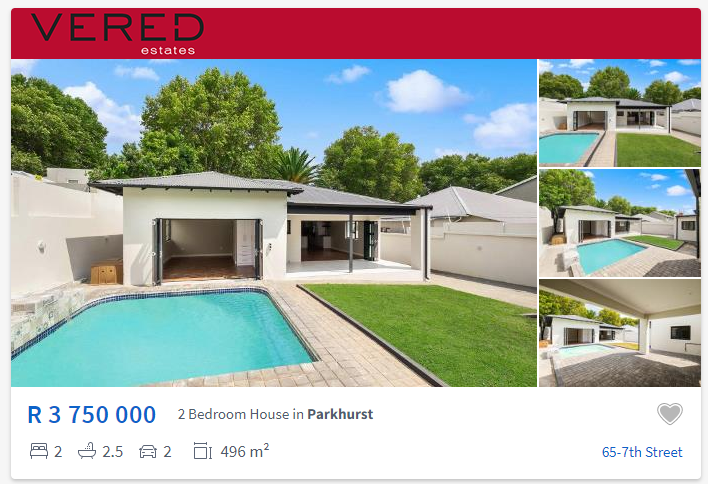 VERED
estates
R 3 750 000 2 Bedroom House in Parkhurst
2 2.5 2 496 m² 65-7th Street